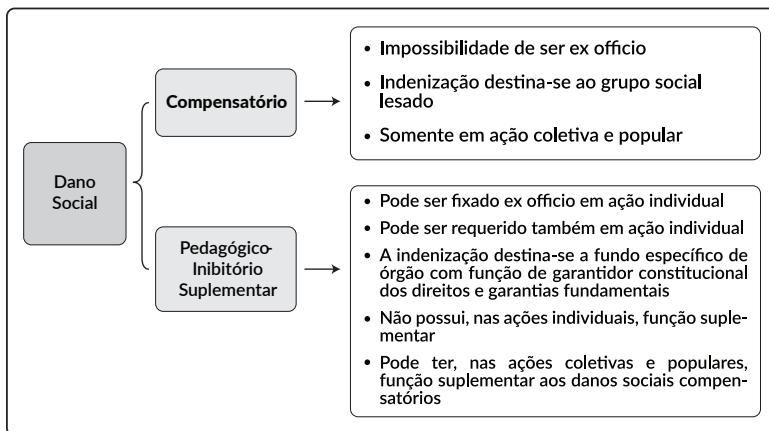 Dano
Social
Compensatório
• Impossibilidade de ser ex officio
• Indenização destina-se ao grupo social
lesado
• Somente em ação coletiva e popular
Pedagógico-
Inibitório
Suplementar
• Pode ser fixado ex officio em ação individual
• Pode ser requerido também em ação individual
• A indenização destina-se a fundo específico de
órgão com função de garantidor constitucional
dos direitos e garantias fundamentais
• Não possui, nas ações individuais, função suple-
mentar
• Pode ter, nas ações coletivas e populares,
função suplementar aos danos sociais compen-
satórios